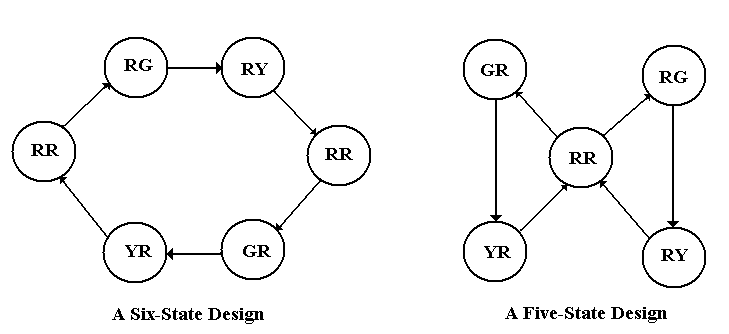 RG
RY
RR
RR
YR
GR
A Six-State Design
GR
RG
RR
YR
RY
A Five-State Design